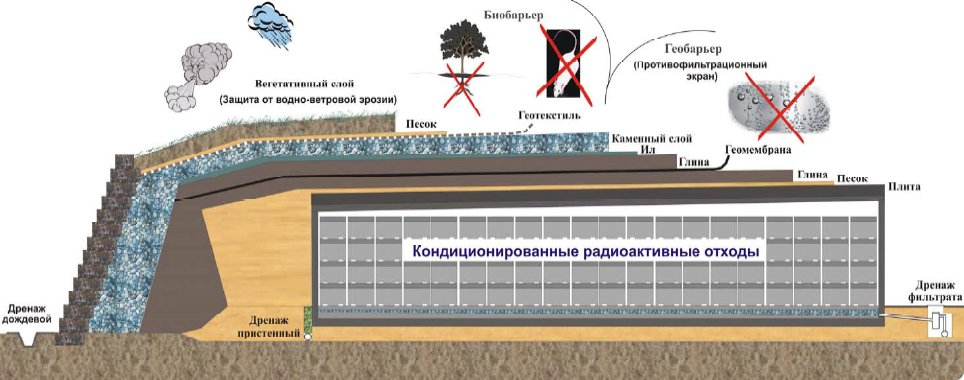 Биобарьер
Геобарьер
(Противофильтрационный
экран)
Вегетативный слой
(Защита от водно-ветровой эрозии)
Геотекстиль
Песок
Каменный слой
Ил
Геомембрана
Глина
Глина
Песок
Плита
Кондиционированные радиоактивные отходы
Дренаж
фильтрата
Дренаж
дождевой
Дренаж
пристенный